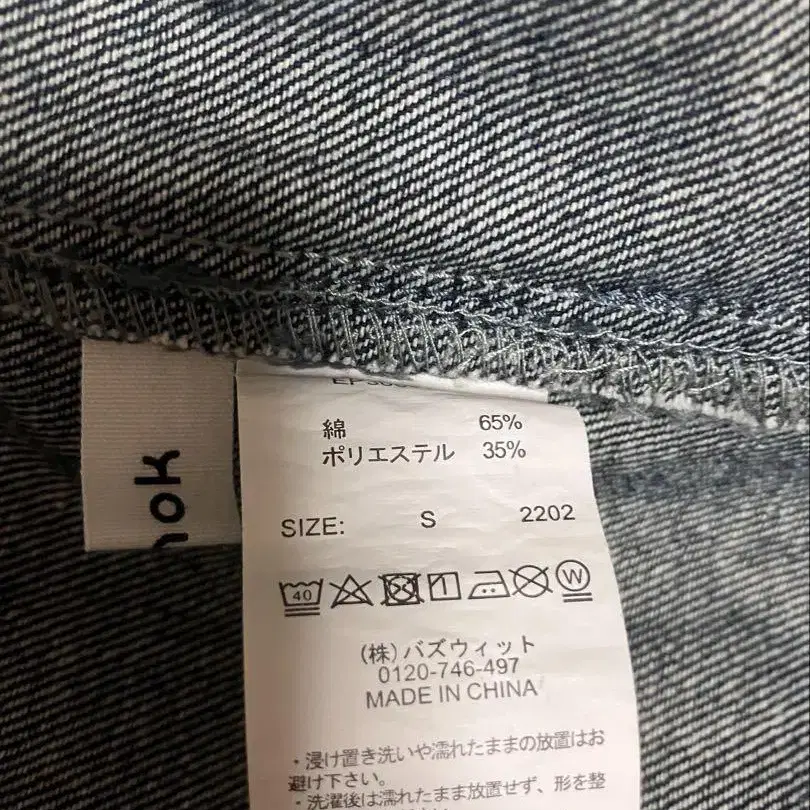 綿 65%
ポリエステル 35%
SIZE: S 2202
40
W
(株)バズウィット
0120-746-497
MADE IN CHINA
・浸け置き洗いや濡れたままの放置はお
避け下さい。
・洗濯後は濡れたまま放置せず、形を整